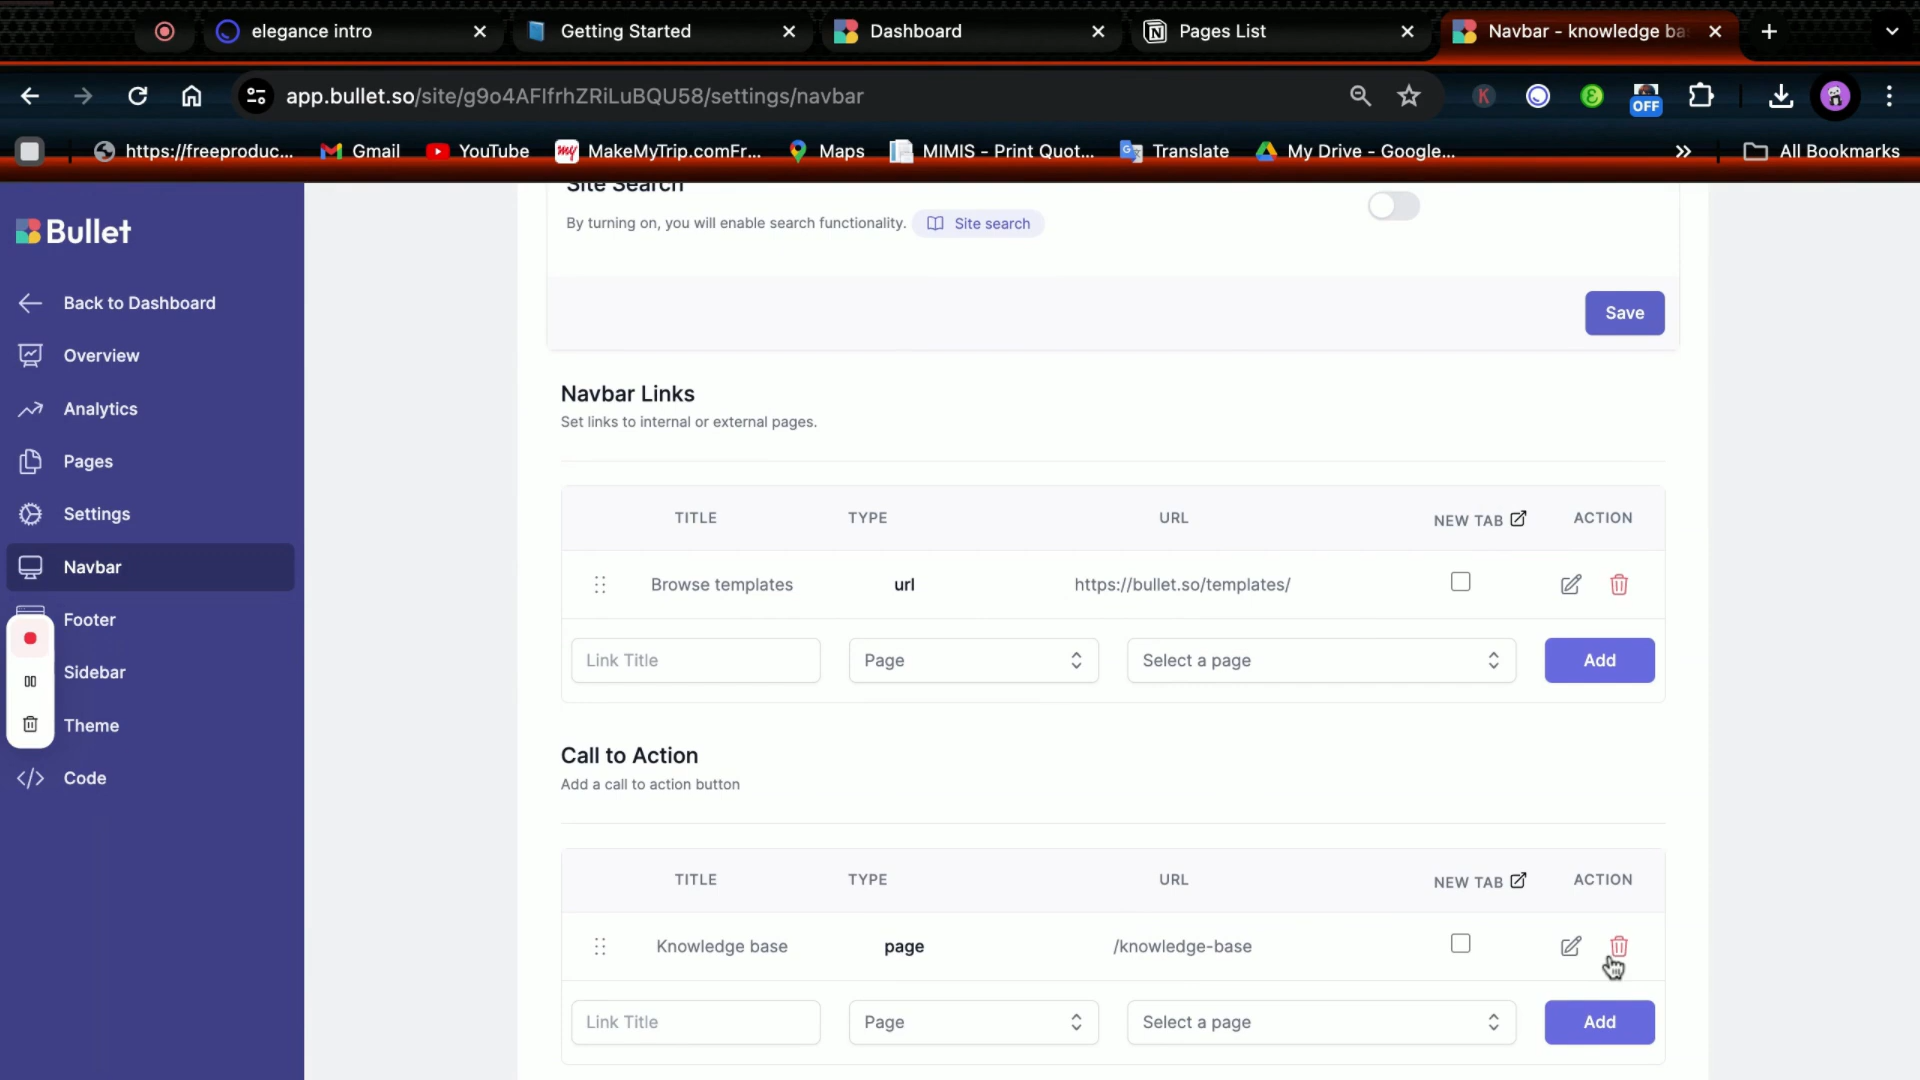 elegance intro
Getting Started
Dashboard
Pages List
Navbar - knowledge ba
app.bullet.so/site/g9o4AFIfrhZRiLuBQU58/settings/navbar
K
OFF
https://freeproduc...
Gmail
YouTube
my
MakeMyTrip.comFr...
Maps
MIMIS - Print Quot...
Translate
My Drive - Google...
All Bookmarks
Bullet
Back to Dashboard
Overview
Analytics
Pages
Settings
Navbar
Footer
Sidebar
Theme
Code
Site Search
By turning on, you will enable search functionality.
Site search
Save
Navbar Links
Set links to internal or external pages.
TITLE TYPE URL NEW TAB ACTION
Browse templates url https://bullet.so/templates/
Link Title Page Select a page Add
Call to Action
Add a call to action button
TITLE TYPE URL NEW TAB ACTION
Knowledge base page /knowledge-base
Link Title Page Select a page Add